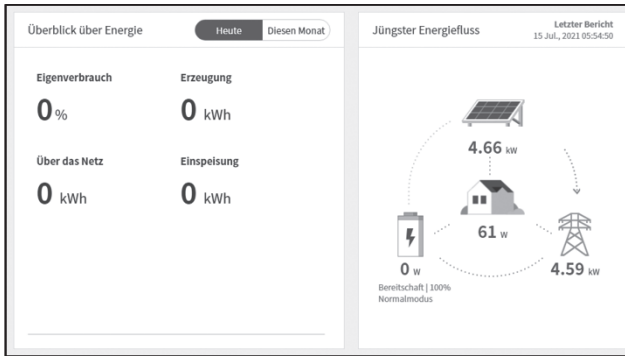 Überblick über Energie
Heute
Diesen Monat
Eigenverbrauch
Erzeugung
0 %
0 kWh
Über das Netz
Einspeisung
0 kWh
0 kWh
Jüngster Energiefluss
Letzter Bericht
15 Jul., 2021 05:54:50
4.66 kW
61 W
0 W
4.59 kW
Bereitschaft | 100%
Normalmodus